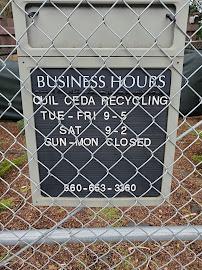 BUSINESS HOURS
QUIL CEDA RECYCLING
TUE-FRI 9-5
SAT 9-2
SUN-MON CLOSED
360-653-3360